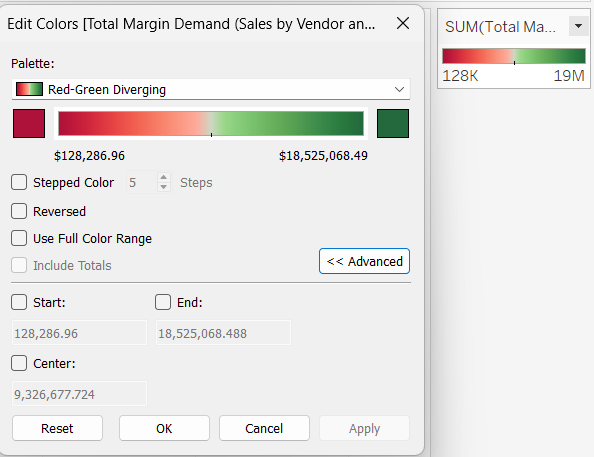 Edit Colors [Total Margin Demand (Sales by Vendor an...
Palette:
Red-Green Diverging
$128,286.96 $18,525,068.49
Stepped Color 5 Steps
Reversed
Use Full Color Range
Include Totals
<< Advanced
Start: End:
128,286.96 18,525,068.488
Center:
9,326,677.724
Reset OK Cancel Apply
SUM(Total Ma...
128K 19M